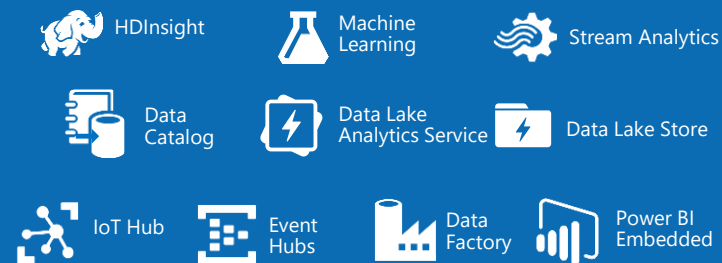 HDInsight
Machine
Learning
Stream Analytics
Data
Catalog
Data Lake
Analytics Service
Data Lake Store
IoT Hub
Event
Hubs
Data
Factory
Power BI
Embedded